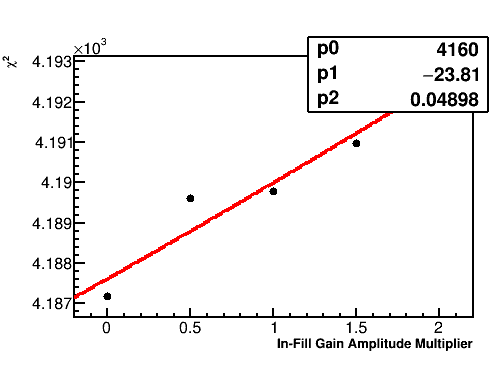 ×10³
χ²
p0 4160
p1 −23.81
p2 0.04898
4.193
4.192
4.191
4.19
4.189
4.188
4.187
0 0.5 1 1.5 2
In-Fill Gain Amplitude Multiplier